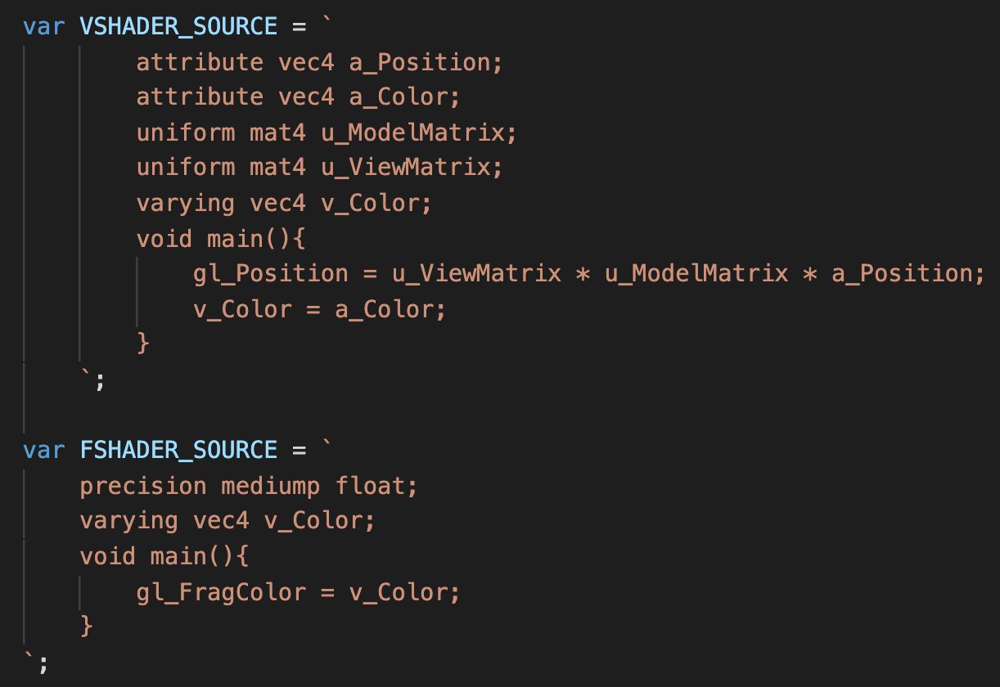 var VSHADER_SOURCE = `
attribute vec4 a_Position;
attribute vec4 a_Color;
uniform mat4 u_ModelMatrix;
uniform mat4 u_ViewMatrix;
varying vec4 v_Color;
void main(){
gl_Position = u_ViewMatrix * u_ModelMatrix * a_Position;
v_Color = a_Color;
}
`;
var FSHADER_SOURCE = `
precision mediump float;
varying vec4 v_Color;
void main(){
gl_FragColor = v_Color;
}
`;